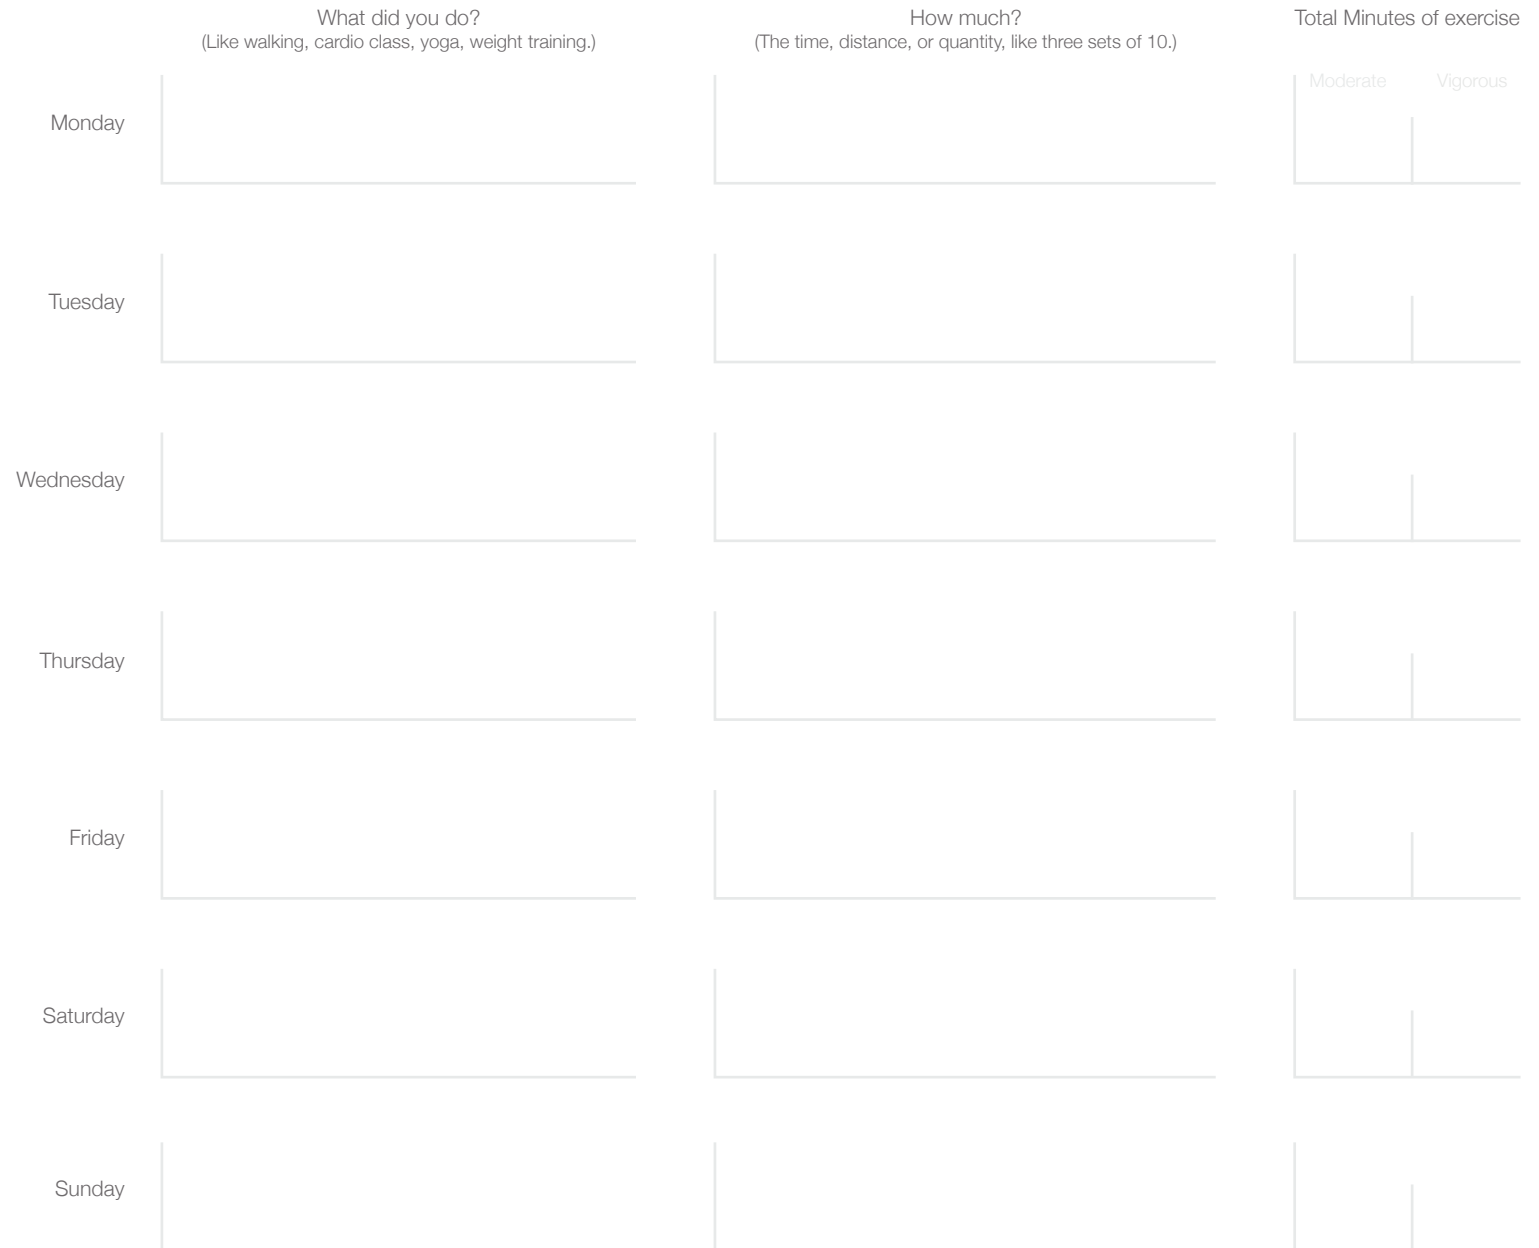 What did you do?
(Like walking, cardio class, yoga, weight training.)
How much?
(The time, distance, or quantity, like three sets of 10.)
Total Minutes of exercise
Moderate Vigorous
Monday
Tuesday
Wednesday
Thursday
Friday
Saturday
Sunday